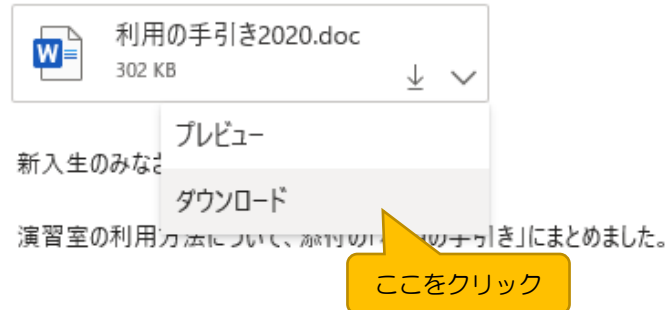 利用の手引き2020.doc
302 KB
プレビュー
新入生のみな
ダウンロード
演習室の利用方法について、添付の「の手引き」にまとめました。
ここをクリック